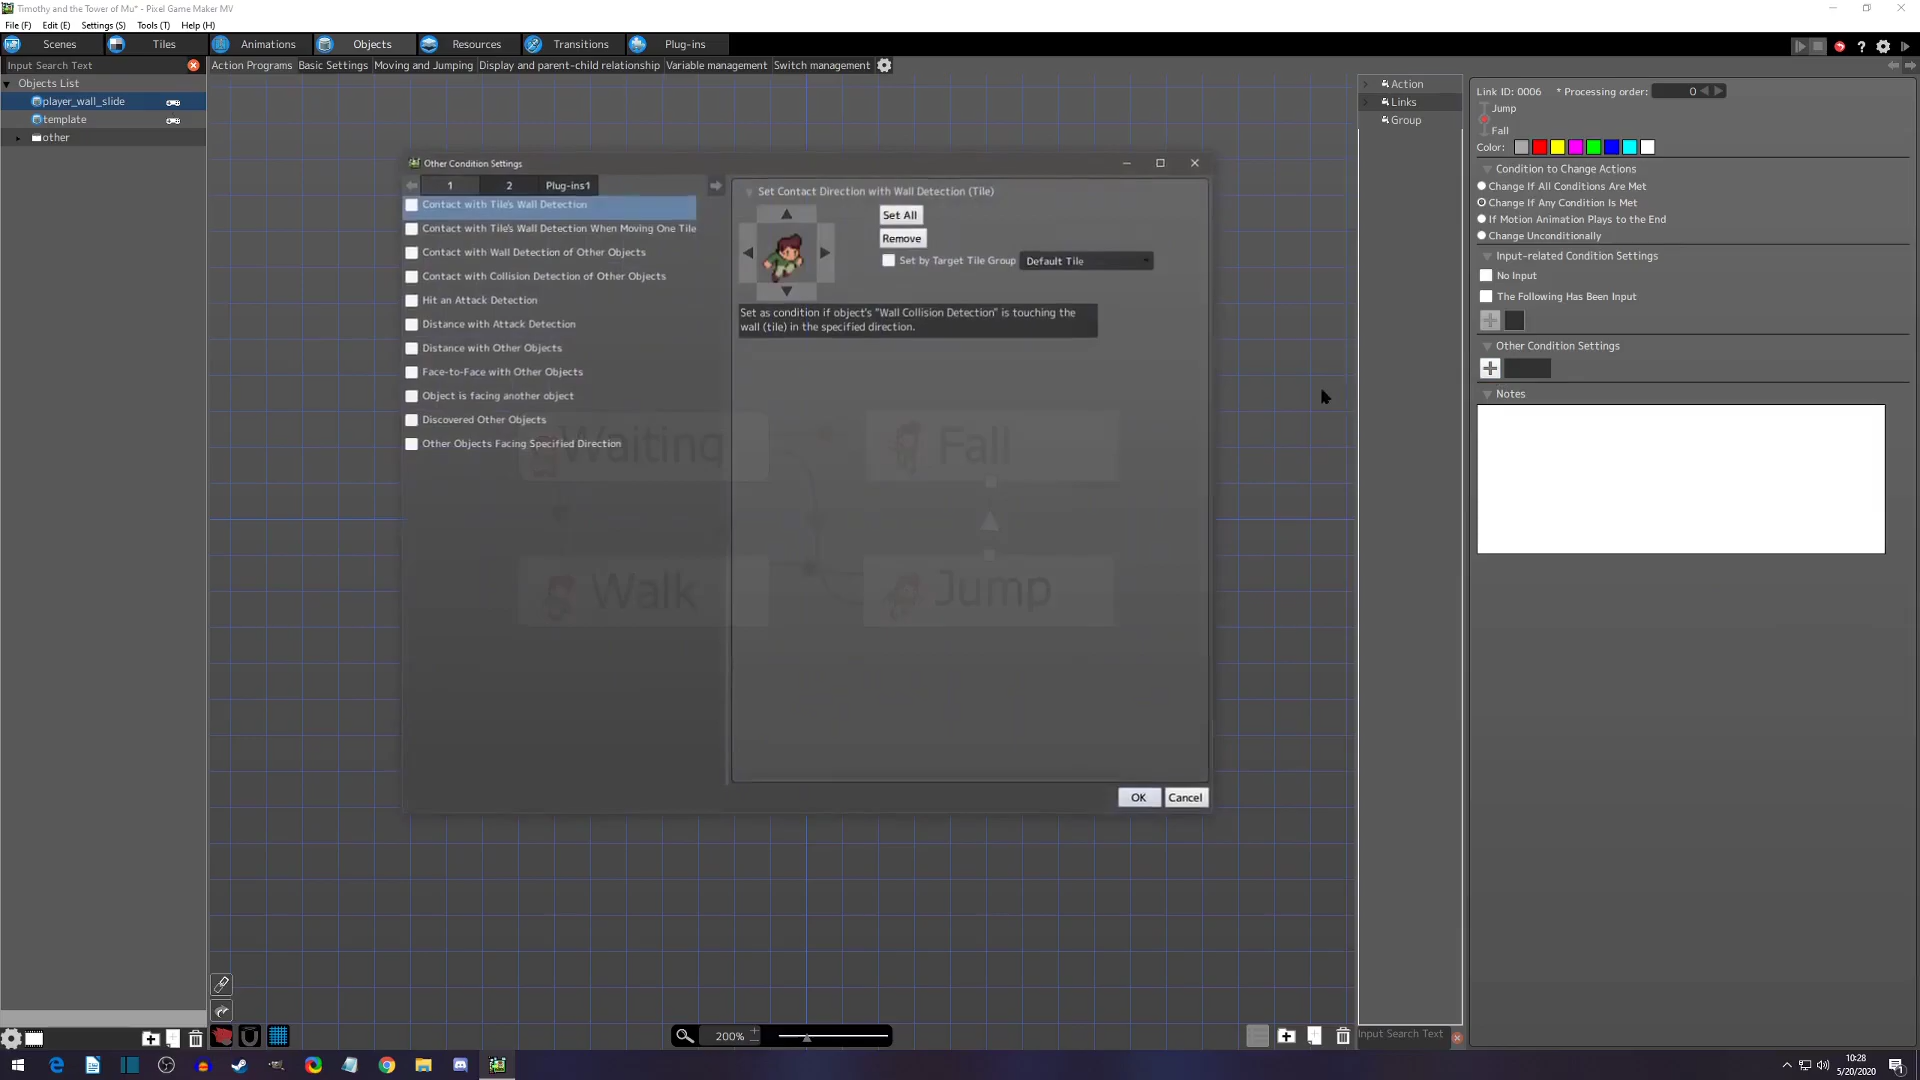 Timothy and the Tower of Mu* - Pixel Game Maker MV
File (F) Edit (E) Settings (S) Tools (T) Help (H)
Scenes Tiles Animations Objects Resources Transitions Plug-ins
Input Search Text
Action Programs Basic Settings Moving and Jumping Display and parent-child relationship Variable management Switch management
Objects List
player_wall_slide
template
other
Other Condition Settings
1 2 Plug-ins1
Contact with Tile's Wall Detection
Contact with Tile's Wall Detection When Moving One Tile
Contact with Wall Detection of Other Objects
Contact with Collision Detection of Other Objects
Hit an Attack Detection
Distance with Attack Detection
Distance with Other Objects
Face-to-Face with Other Objects
Object is facing another object
Discovered Other Objects
Other Objects Facing Specified Direction
Set Contact Direction with Wall Detection (Tile)
Set All
Remove
Set by Target Tile Group Default Tile
Set as condition if object's "Wall Collision Detection" is touching the
wall (tile) in the specified direction.
Waiting Fall
Walk Jump
OK Cancel
Action
Links
Group
Link ID: 0006 * Processing order: 0
Jump
Fall
Color:
Condition to Change Actions
Change If All Conditions Are Met
Change If Any Condition Is Met
If Motion Animation Plays to the End
Change Unconditionally
Input-related Condition Settings
No Input
The Following Has Been Input
Other Condition Settings
Notes
200%
Input Search Text
10:28
5/20/2020